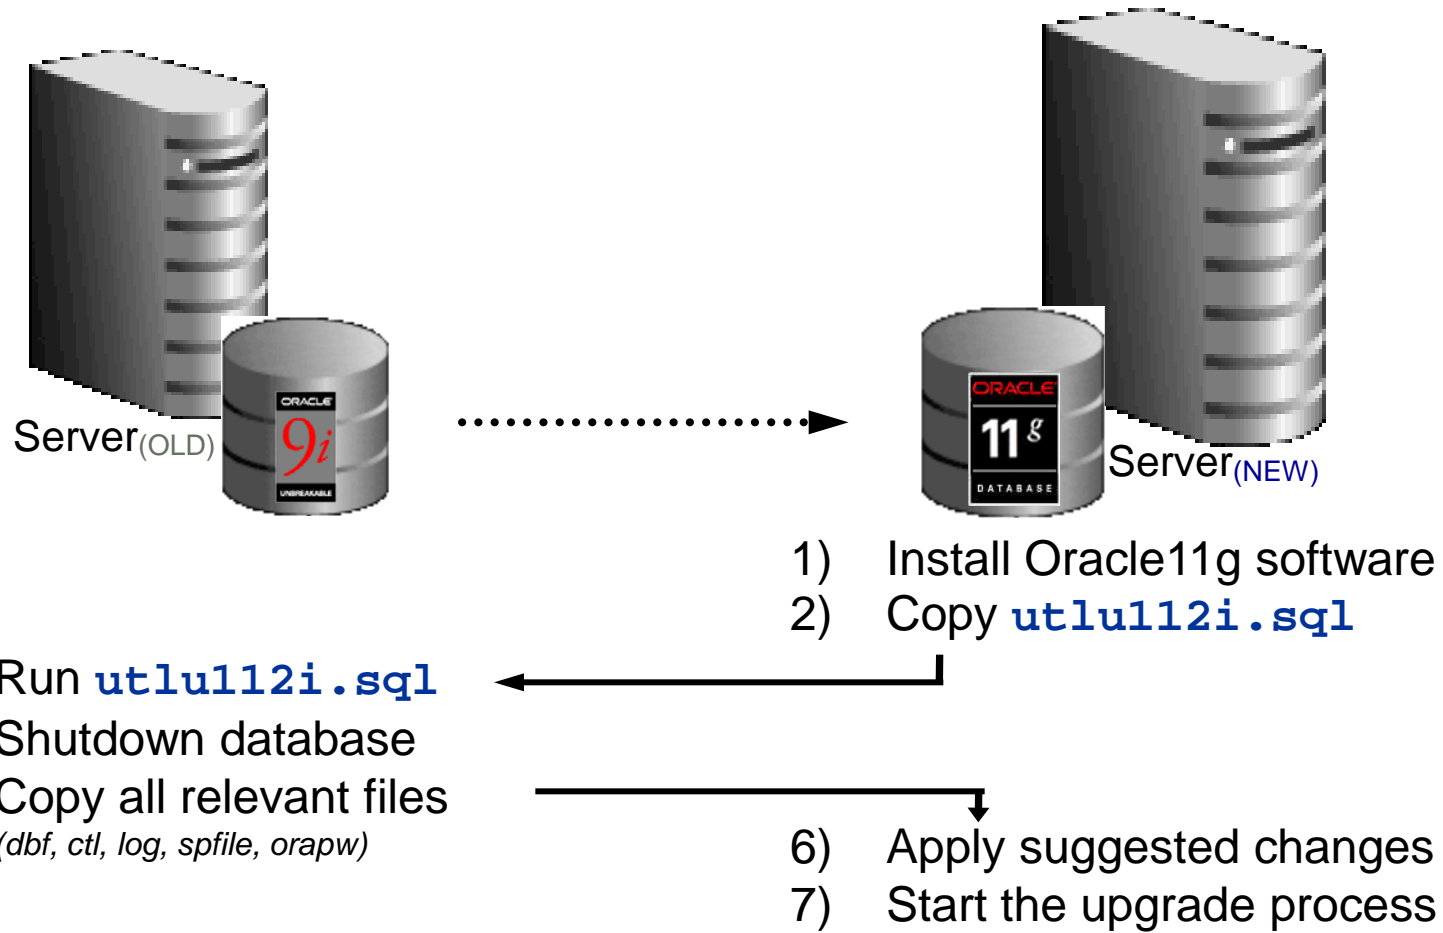 ORACLE
9i
UNBREAKABLE
Server(OLD)
ORACLE
11g
DATABASE
Server(NEW)
1) Install Oracle11g software
2) Copy utlu112i.sql
Run utlu112i.sql
Shutdown database
Copy all relevant files
(dbf, ctl, log, spfile, orapw)
6) Apply suggested changes
7) Start the upgrade process